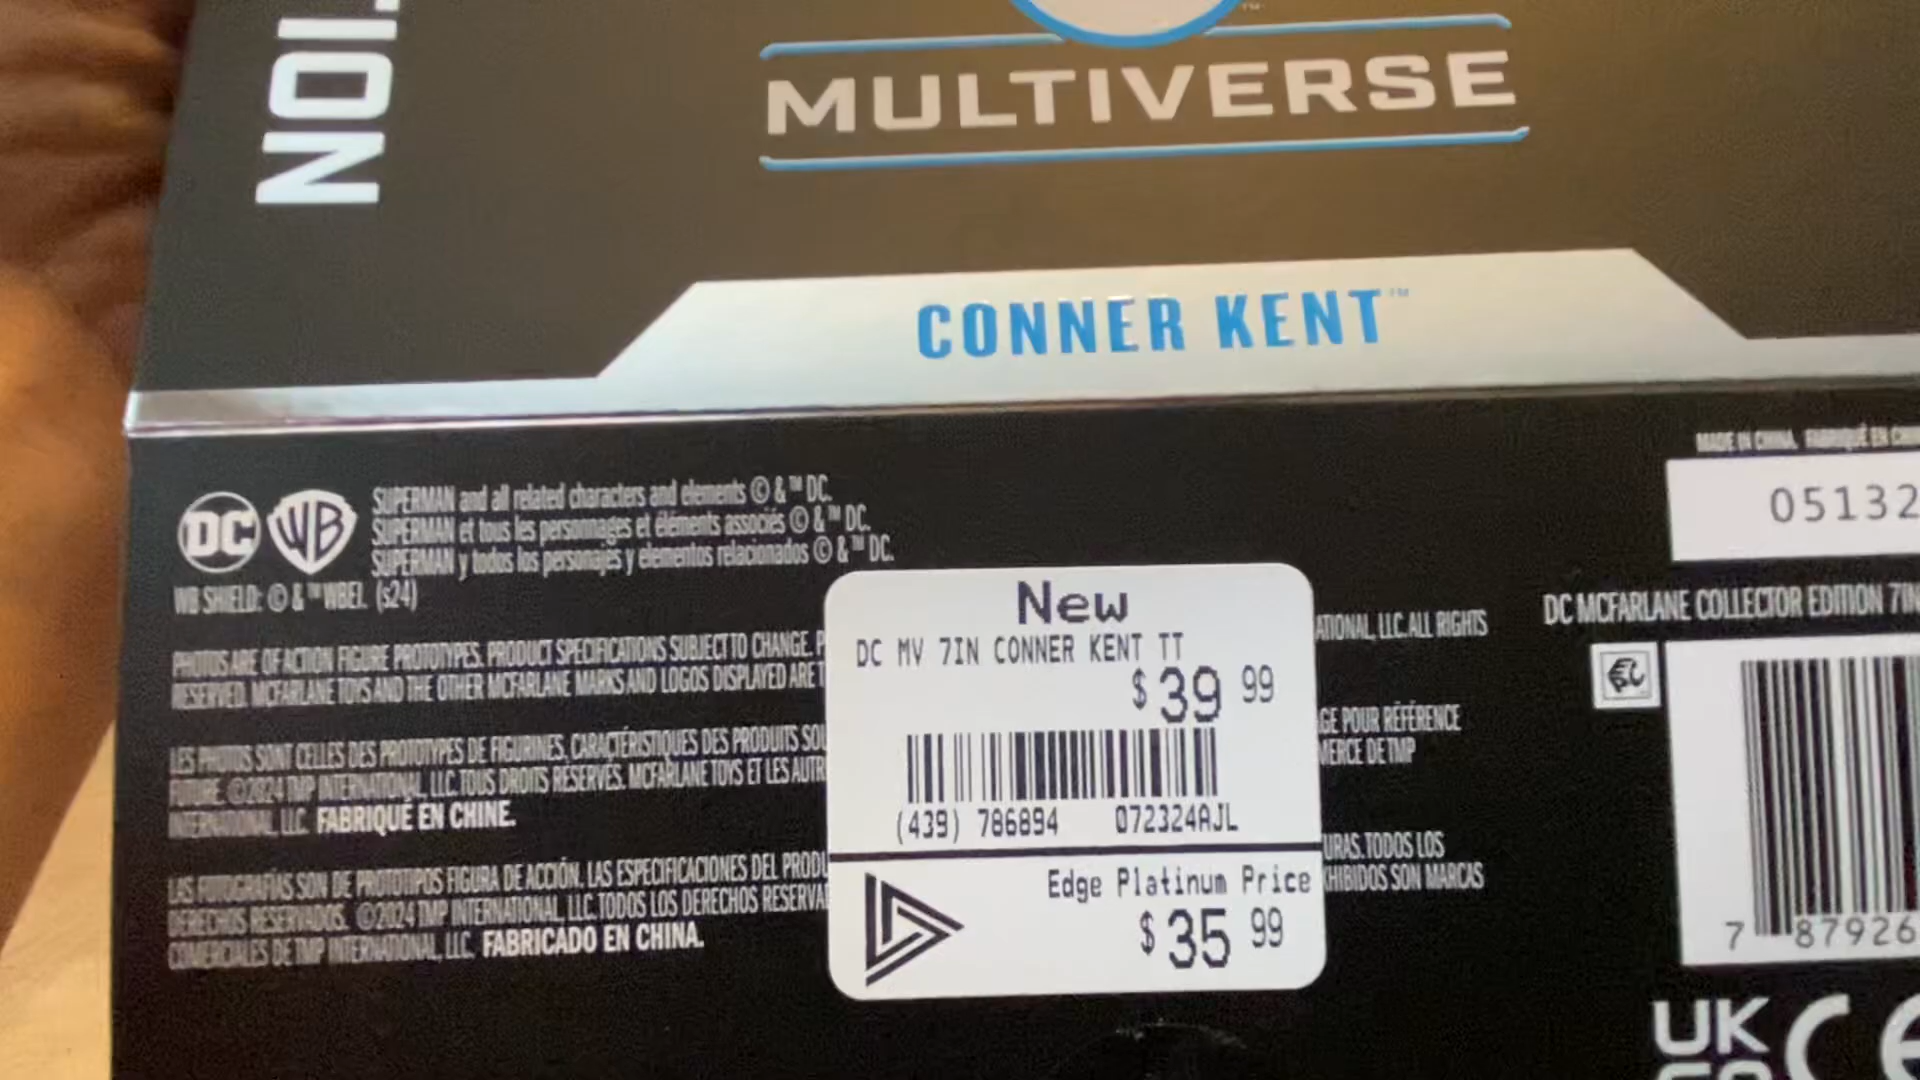 MULTIVERSE
CONNER KENT™
DC WB
SUPERMAN and all related characters and elements © & ™ DC.
SUPERMAN et tous les personnages et éléments associés © & ™ DC.
SUPERMAN y todos los personajes y elementos relacionados © & ™ DC.
WB SHIELD: © & ™ WBEI. (s24)
PHOTOS ARE OF ACTION FIGURE PROTOTYPES. PRODUCT SPECIFICATIONS SUBJECT TO CHANGE.
RESERVED. MCFARLANE TOYS AND THE OTHER MCFARLANE MARKS AND LOGOS DISPLAYED ARE
LES PHOTOS SONT CELLES DES PROTOTYPES DE FIGURINES. CARACTÉRISTIQUES DES PRODUITS
FUTURE. ©2024 TMP INTERNATIONAL, LLC. TOUS DROITS RÉSERVÉS. MCFARLANE TOYS ET LES
INTERNATIONAL, LLC. FABRIQUÉ EN CHINE.
LAS FOTOGRAFÍAS SON DE PROTOTIPOS FIGURA DE ACCIÓN. LAS ESPECIFICACIONES DEL
DERECHOS RESERVADOS. ©2024 TMP INTERNATIONAL, LLC. TODOS LOS DERECHOS
COMERCIALES DE TMP INTERNATIONAL, LLC. FABRICADO EN CHINA.
New
DC MV 7IN CONNER KENT TT
$39 99
(439) 786894 072324AJL
Edge Platinum Price
$35 99
LLC. ALL RIGHTS
POUR RÉFÉRENCE
DE TMP
TODOS LOS
SON MARCAS
MADE IN CHINA. FABRIQUÉ EN
05132
DC MCFARLANE COLLECTOR EDITION 7IN
7 87926
UK
CE